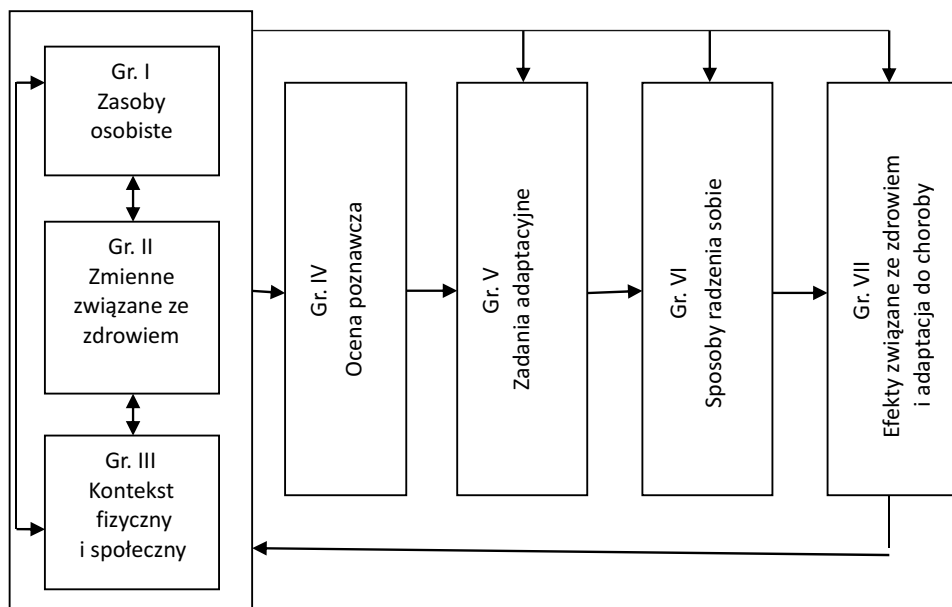 Gr. I
Zasoby
osobiste
Gr. II
Zmienne
związane ze
zdrowiem
Gr. III
Kontekst
fizyczny
i społeczny
Gr. IV
Ocena poznawcza
Gr. V
Zadania adaptacyjne
Gr. VI
Sposoby radzenia sobie
Gr. VII
Efekty związane ze zdrowiem
i adaptacja do choroby